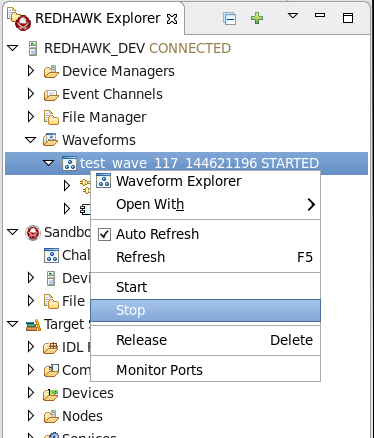 REDHAWK Explorer
REDHAWK_DEV CONNECTED
Device Managers
Event Channels
File Manager
Waveforms
test_wave_117_144621196 STARTED
Waveform Explorer
Open With
Auto Refresh
Refresh F5
Start
Stop
Release Delete
Monitor Ports
Sandbo
Chal
Devi
File
Target S
IDL
Com
Devices
Nodes
Services